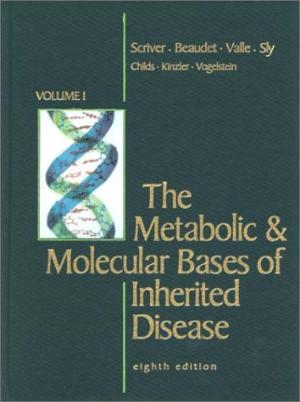 Scriver · Beaudet · Valle · Sly
Childs · Kinzler · Vogelstein
VOLUME I
The
Metabolic &
Molecular Bases of
Inherited
Disease
eighth edition